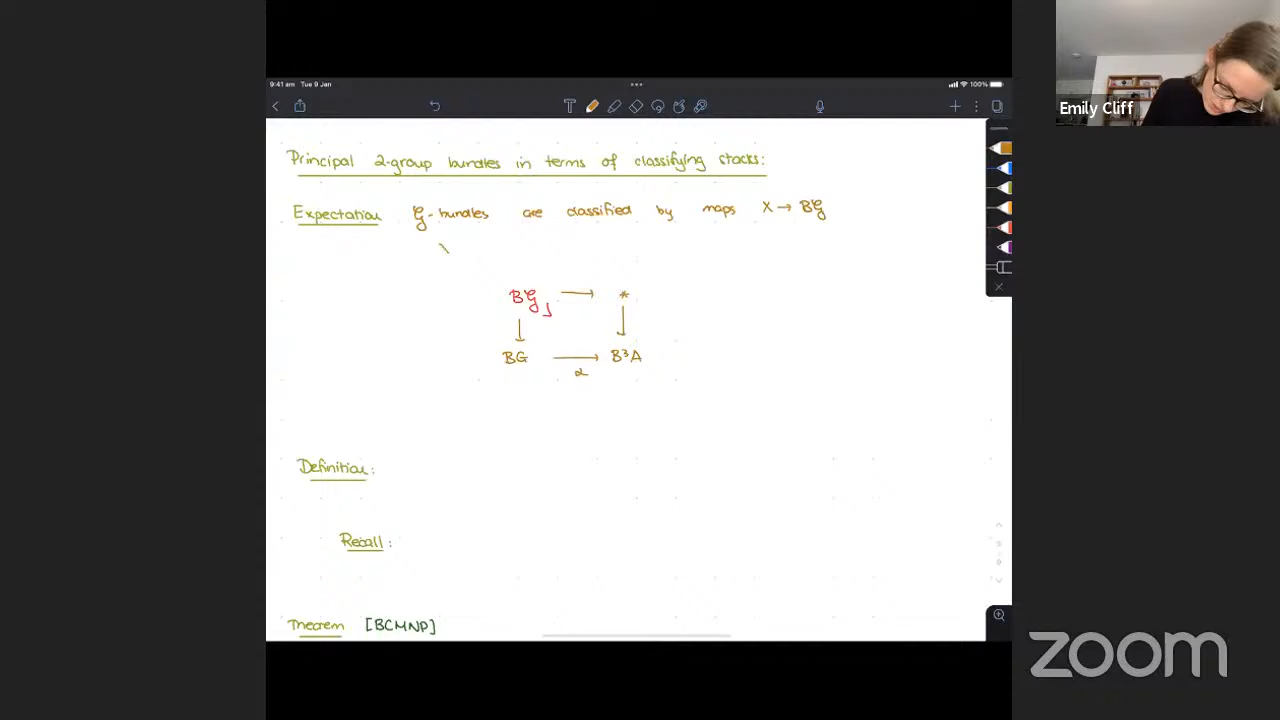 9:41 am Tue 9 Jan
100%
Emily Cliff
Principal 2-group bundles in terms of classifying stacks:
Expectation 𝒢-bundles are classified by maps X → B𝒢
B𝒢 → *
BG → B³A
α
Definition:
Recall:
Theorem [BCMNP]
zoom